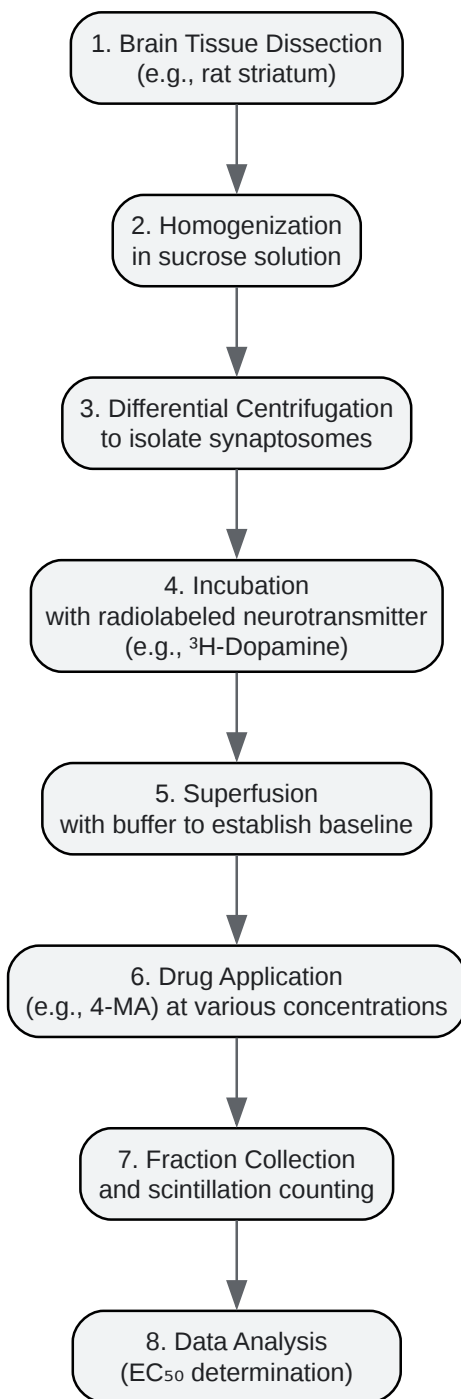 1. Brain Tissue Dissection
(e.g., rat striatum)
2. Homogenization
in sucrose solution
3. Differential Centrifugation
to isolate synaptosomes
4. Incubation
with radiolabeled neurotransmitter
(e.g., ³H-Dopamine)
5. Superfusion
with buffer to establish baseline
6. Drug Application
(e.g., 4-MA) at various concentrations
7. Fraction Collection
and scintillation counting
8. Data Analysis
(EC₅₀ determination)